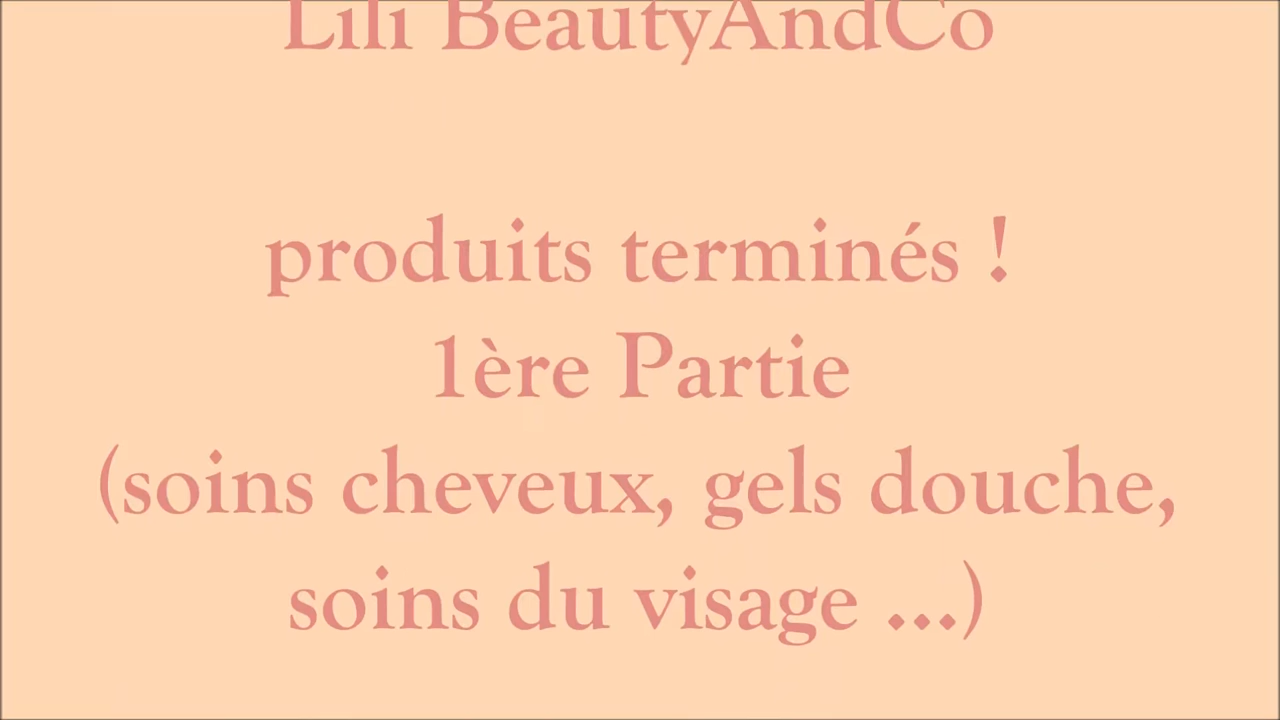 Lili BeautyAndCo
produits terminés !
1ère Partie
(soins cheveux, gels douche,
soins du visage ...)